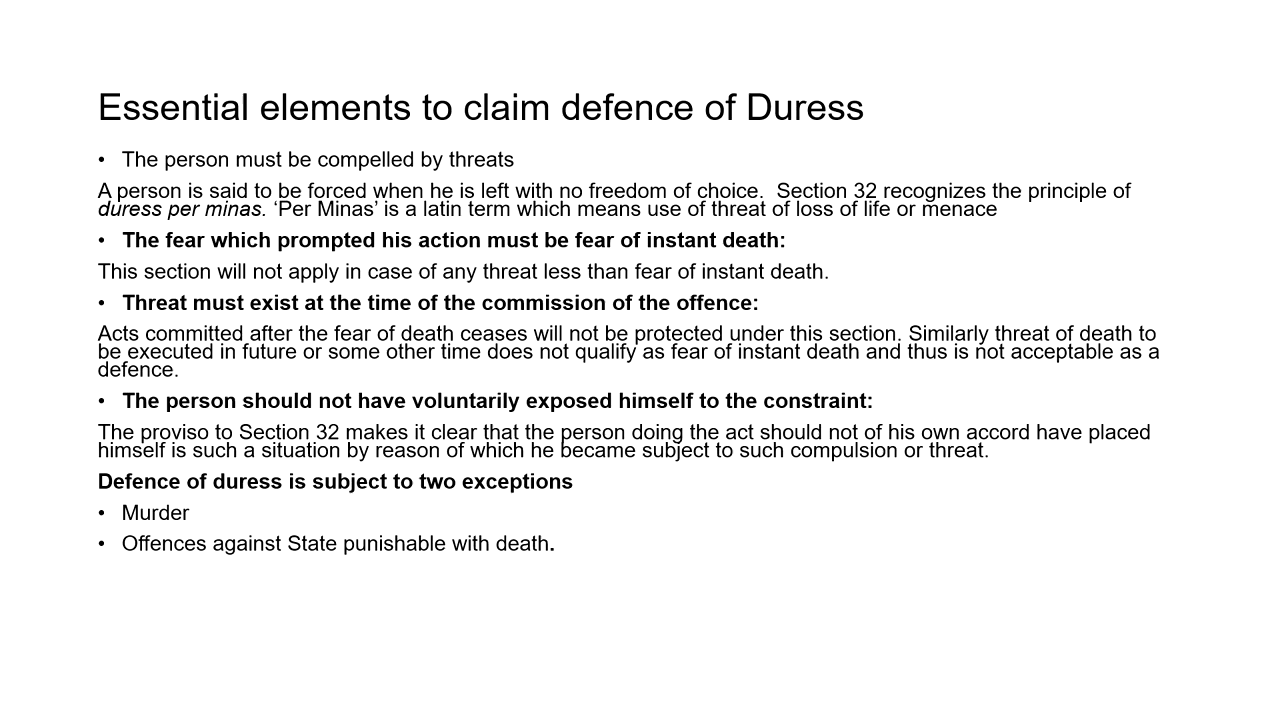 Essential elements to claim defence of Duress
• The person must be compelled by threats
A person is said to be forced when he is left with no freedom of choice.  Section 32 recognizes the principle of
duress per minas. ‘Per Minas’ is a latin term which means use of threat of loss of life or menace
• The fear which prompted his action must be fear of instant death:
This section will not apply in case of any threat less than fear of instant death.
• Threat must exist at the time of the commission of the offence:
Acts committed after the fear of death ceases will not be protected under this section. Similarly threat of death to
be executed in future or some other time does not qualify as fear of instant death and thus is not acceptable as a
defence.
• The person should not have voluntarily exposed himself to the constraint:
The proviso to Section 32 makes it clear that the person doing the act should not of his own accord have placed
himself is such a situation by reason of which he became subject to such compulsion or threat.
Defence of duress is subject to two exceptions
• Murder
• Offences against State punishable with death.